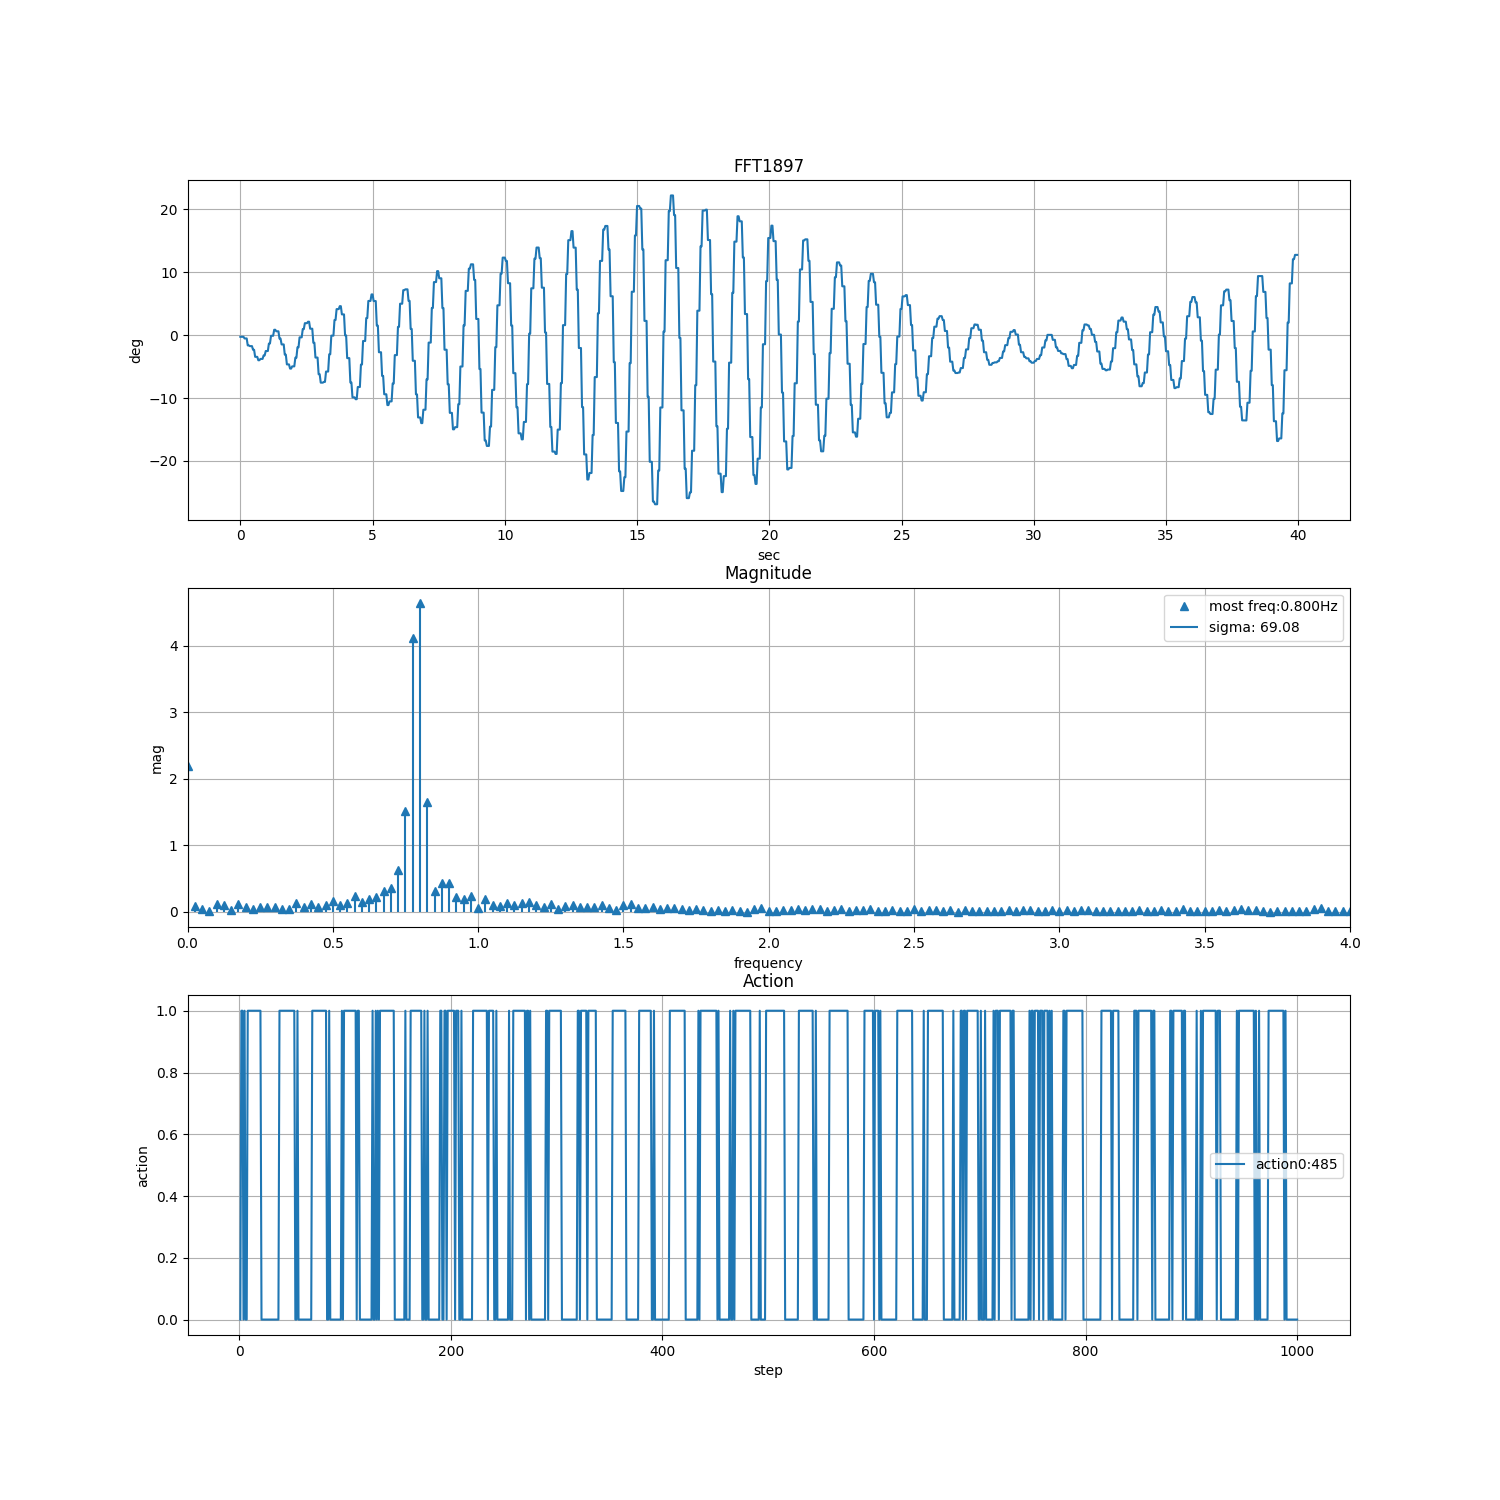 FFT1897
20
10
0
−10
−20
deg
0 5 10 15 20 25 30 35 40
sec
Magnitude
most freq:0.800Hz
sigma: 69.08
4
3
2
1
0
mag
0.0 0.5 1.0 1.5 2.0 2.5 3.0 3.5 4.0
frequency
Action
1.0
0.8
0.6
0.4
0.2
0.0
action
action0:485
0 200 400 600 800 1000
step